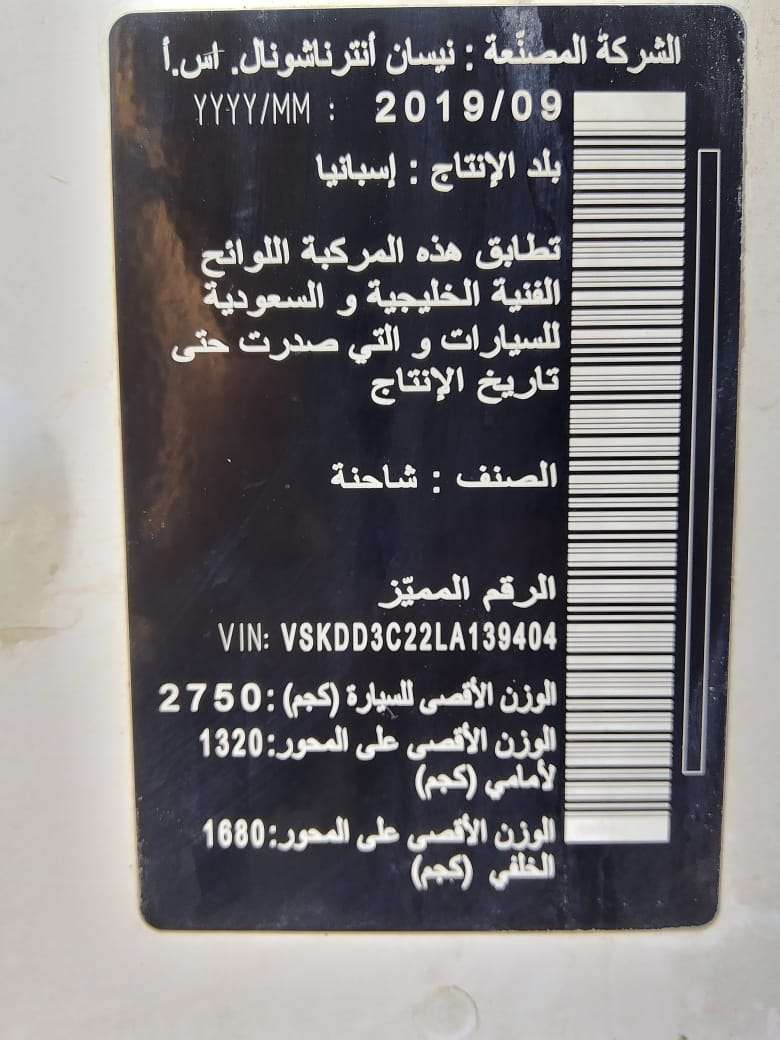 الشركة المصنّعة : نيسان أنترناشونال. اس.أ
YYYY/MM : 2019/09
بلد الإنتاج : إسبانيا
تطابق هذه المركبة اللوائح
الفنية الخليجية و السعودية
للسيارات و التي صدرت حتى
تاريخ الإنتاج
الصنف : شاحنة
الرقم المميّز
VIN: VSKDD3C22LA139404
الوزن الأقصى للسيارة (كجم):2750
الوزن الأقصى على المحور:1320
لأمامي (كجم)
الوزن الأقصى على المحور:1680
الخلفي (كجم)